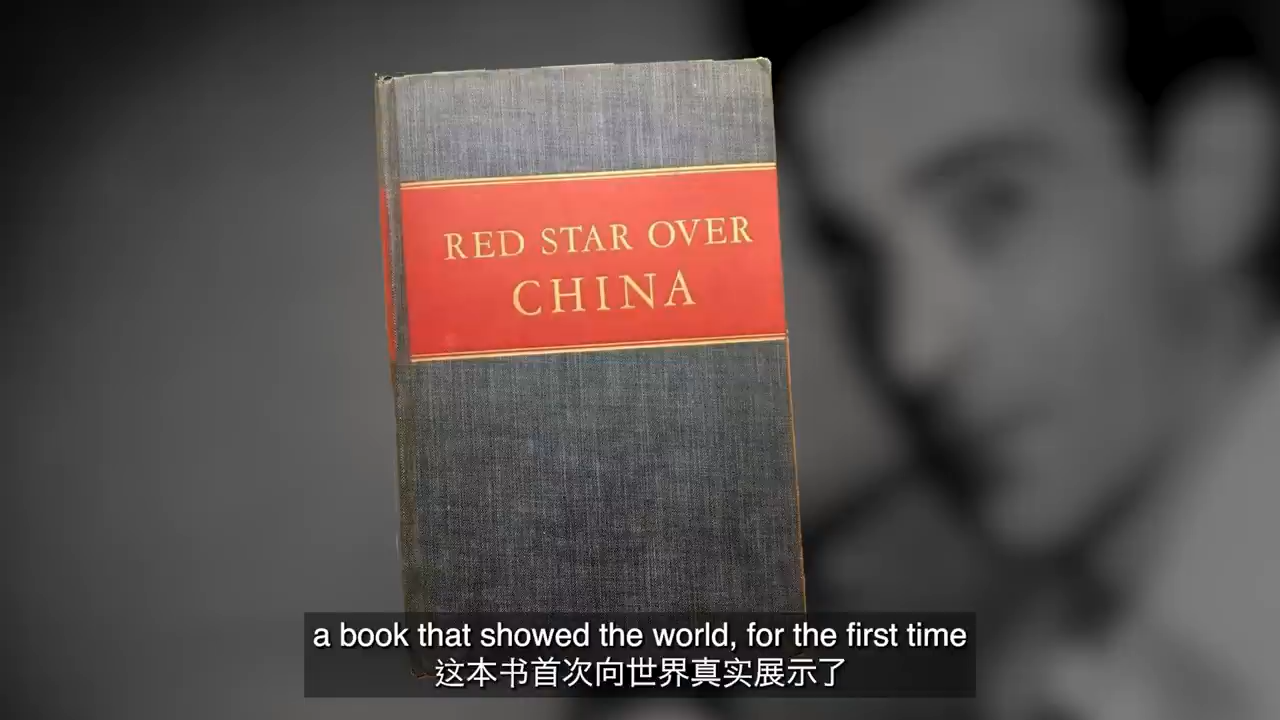 RED STAR OVER
CHINA
a book that showed the world, for the first time
这本书首次向世界真实展示了